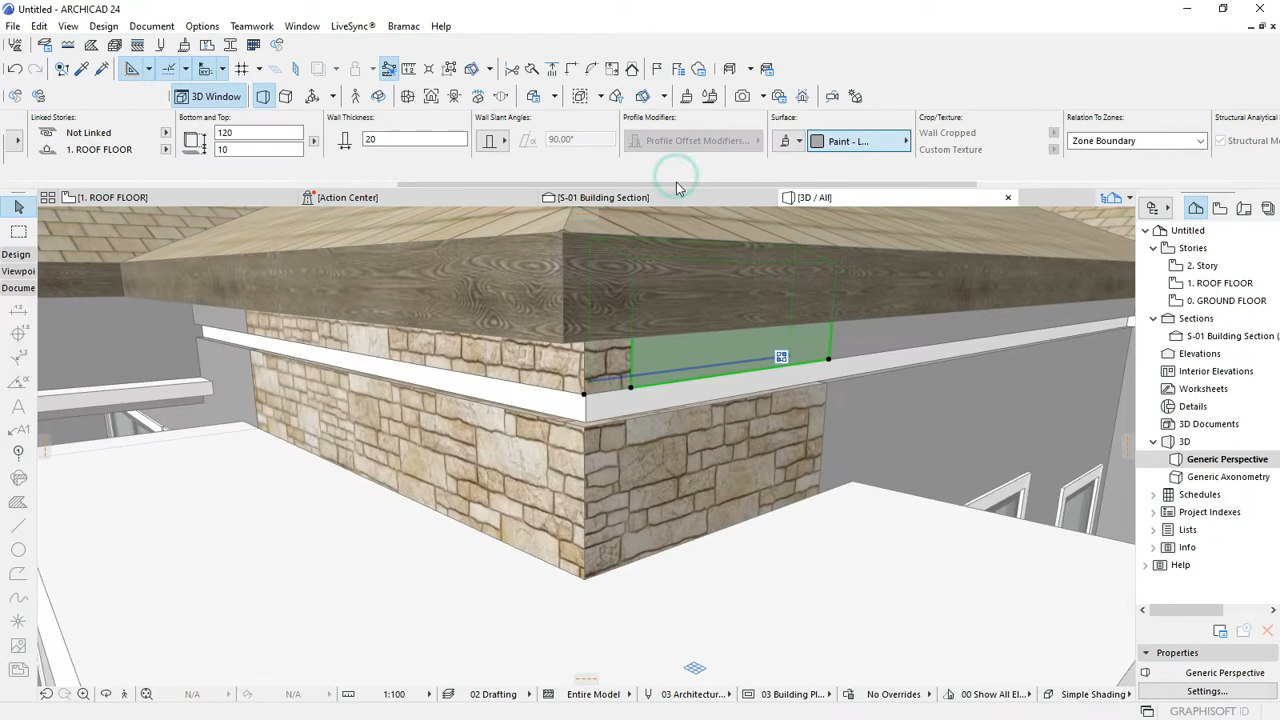 Untitled - ARCHICAD 24
File Edit View Design Document Options Teamwork Window LiveSync® Bramac Help
3D Window
Linked Stories: Bottom and Top: Wall Thickness: Wall Slant Angles: Profile Modifiers: Surface: Crop/Texture: Relation To Zones: Structural Analytical
Not Linked 120 20 90.00° Profile Offset Modifiers... Paint - L... Wall Cropped Zone Boundary Structural M
1. ROOF FLOOR 10 Custom Texture
[1. ROOF FLOOR] [Action Center] [S-01 Building Section] [3D / All]
Design
Viewpoi
Docume
A
A1
Untitled
Stories
2. Story
1. ROOF FLOOR
0. GROUND FLOOR
Sections
S-01 Building Section (
Elevations
Interior Elevations
Worksheets
Details
3D Documents
3D
Generic Perspective
Generic Axonometry
Schedules
Project Indexes
Lists
Info
Help
Properties
Generic Perspective
Settings...
N/A N/A 1:100 02 Drafting Entire Model 03 Architectur... 03 Building Pl... No Overrides 00 Show All El... Simple Shading
GRAPHISOFT ID